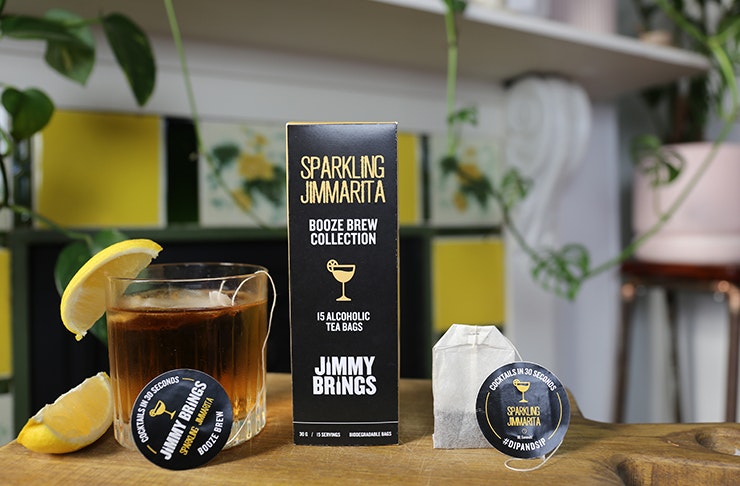 SPARKLING
JIMMARITA
BOOZE BREW
COLLECTION
15 ALCOHOLIC
TEA BAGS
JIMMY
BRINGS
30 G / 15 SERVINGS BIODEGRADABLE BAGS
COCKTAILS IN 30 SECONDS
JIMMY BRINGS
SPARKLING JIMMARITA
BOOZE BREW
COCKTAILS IN 30 SECONDS
SPARKLING
JIMMARITA
#DIPANDSIP